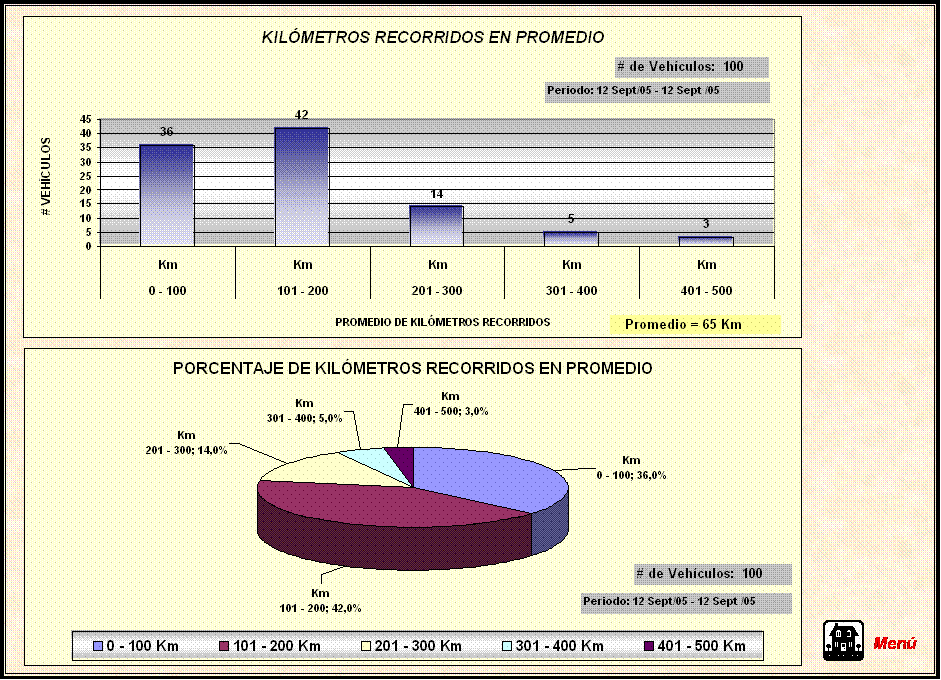 KILÓMETROS RECORRIDOS EN PROMEDIO
# de Vehículos: 100
Periodo: 12 Sept/05 - 12 Sept /05
# VEHÍCULOS
45
40
35
30
25
20
15
10
5
0
36
42
14
5
3
Km Km Km Km Km
0 - 100 101 - 200 201 - 300 301 - 400 401 - 500
PROMEDIO DE KILÓMETROS RECORRIDOS
Promedio = 65 Km
PORCENTAJE DE KILÓMETROS RECORRIDOS EN PROMEDIO
Km
401 - 500; 3,0%
Km
301 - 400; 5,0%
Km
201 - 300; 14,0%
Km
0 - 100; 36,0%
Km
101 - 200; 42,0%
# de Vehículos: 100
Periodo: 12 Sept/05 - 12 Sept /05
0 - 100 Km 101 - 200 Km 201 - 300 Km 301 - 400 Km 401 - 500 Km
Menú